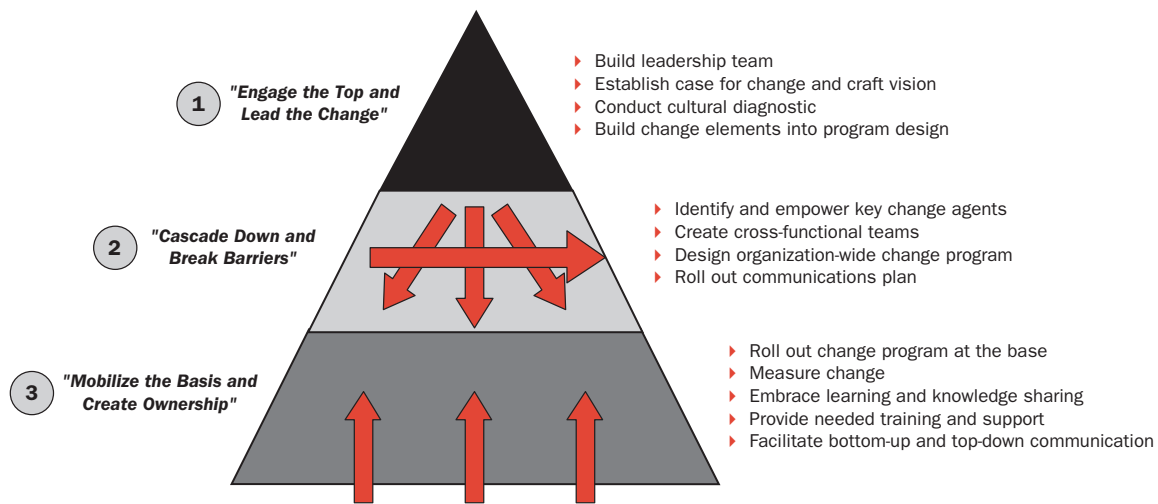 1
"Engage the Top and
Lead the Change"
Build leadership team
Establish case for change and craft vision
Conduct cultural diagnostic
Build change elements into program design
2
"Cascade Down and
Break Barriers"
Identify and empower key change agents
Create cross-functional teams
Design organization-wide change program
Roll out communications plan
3
"Mobilize the Basis and
Create Ownership"
Roll out change program at the base
Measure change
Embrace learning and knowledge sharing
Provide needed training and support
Facilitate bottom-up and top-down communication